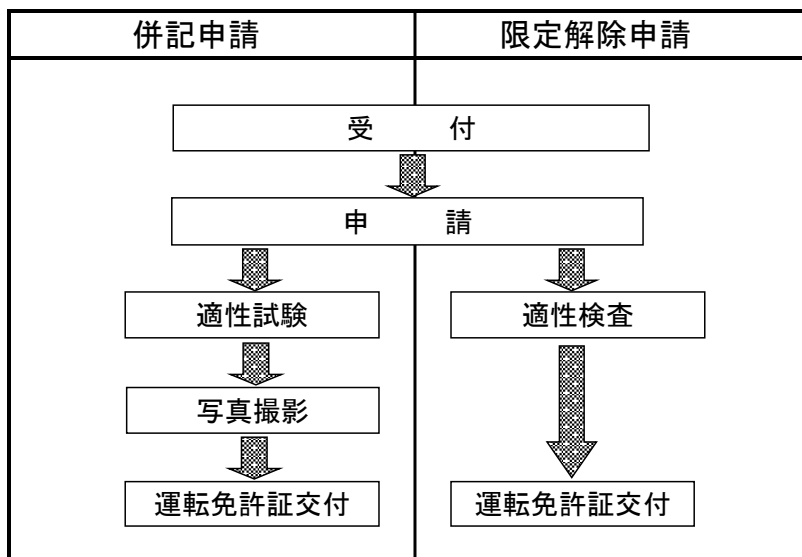 併記申請 限定解除申請
受 付
申 請
適性試験 適性検査
写真撮影
運転免許証交付 運転免許証交付